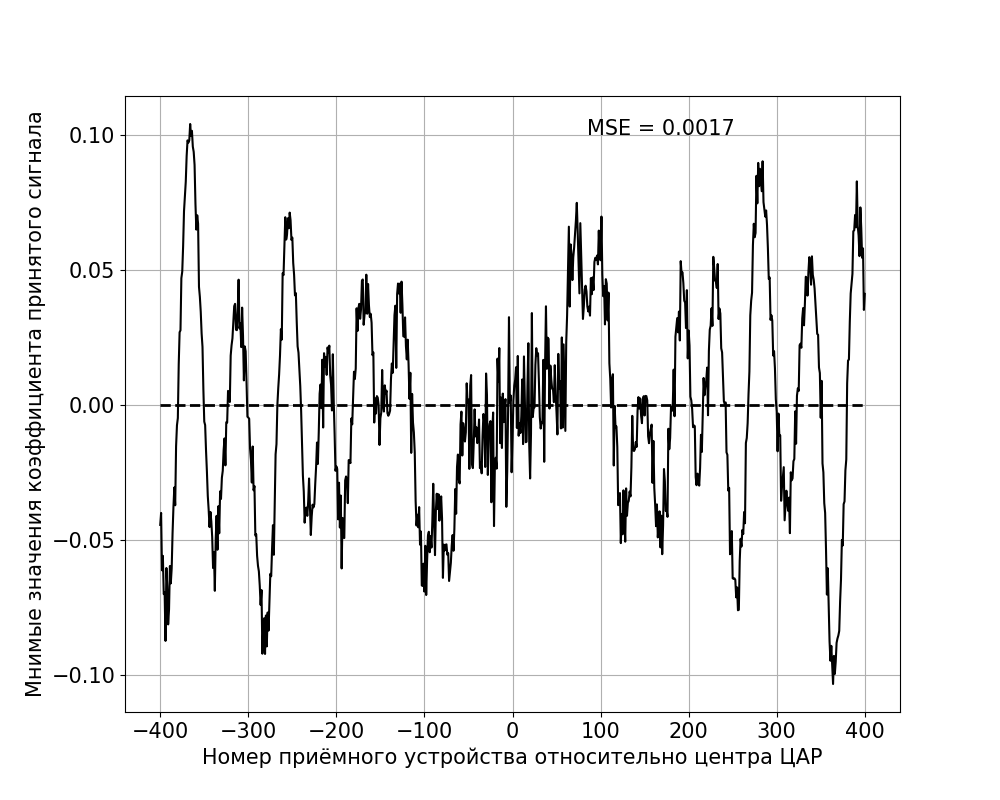 MSE = 0.0017
Мнимые значения коэффициента принятого сигнала
0.10
0.05
0.00
−0.05
−0.10
−400 −300 −200 −100 0 100 200 300 400
Номер приёмного устройства относительно центра ЦАР